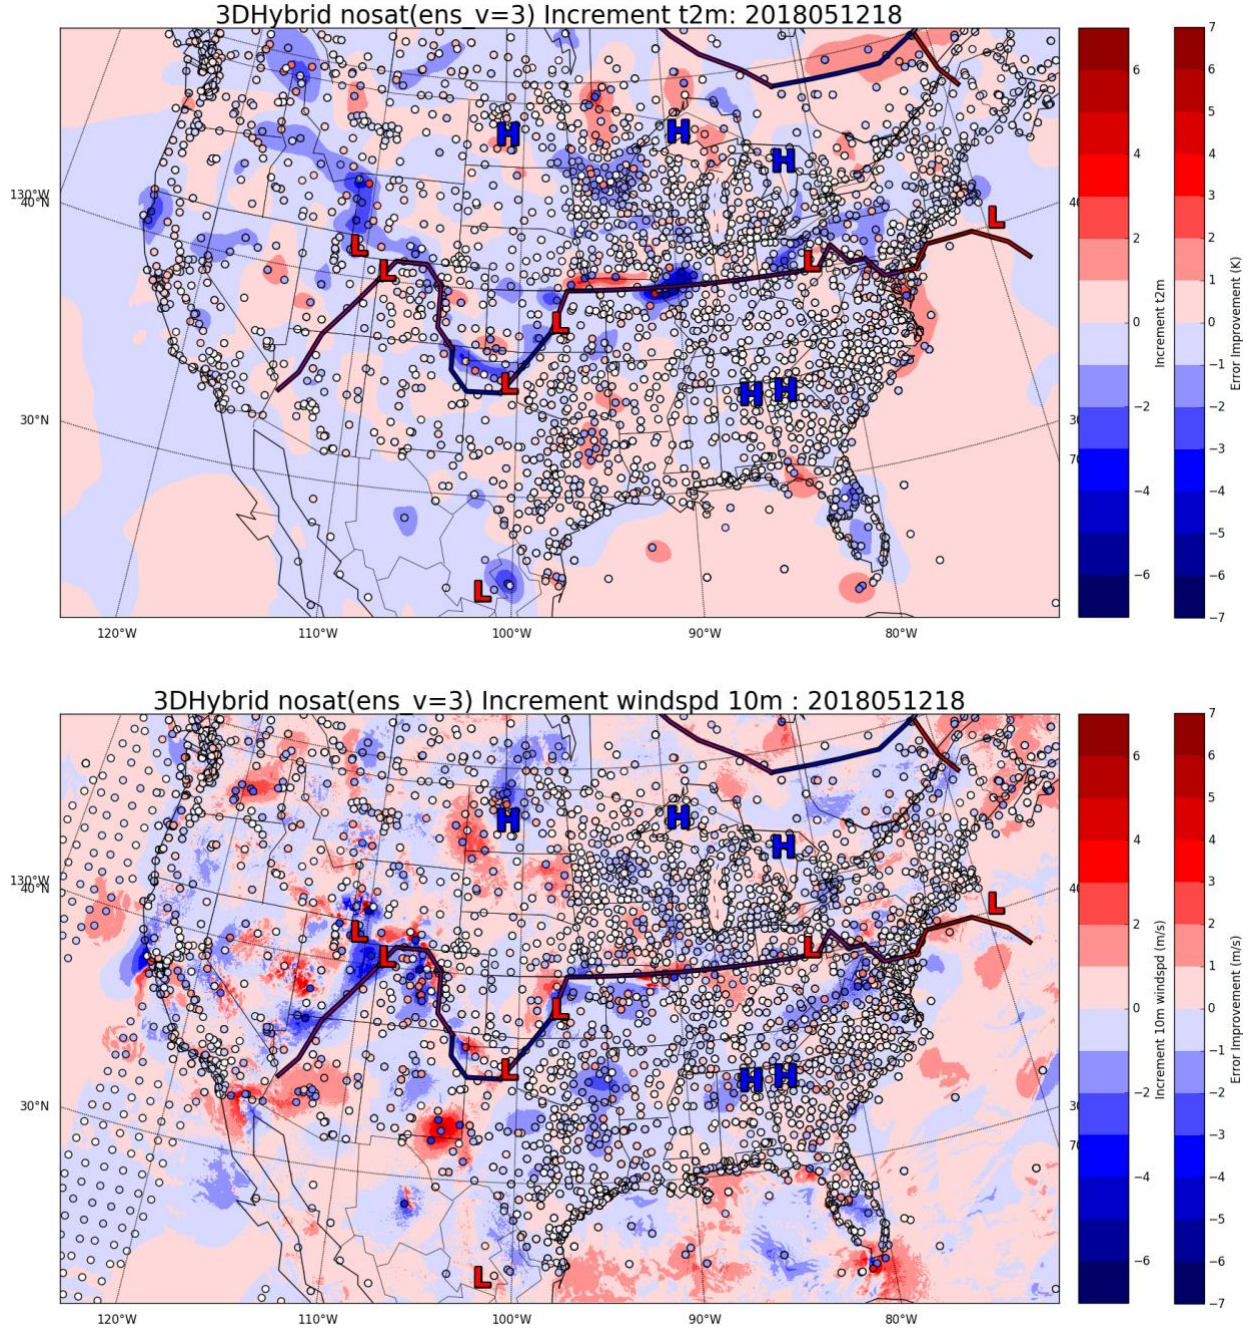 3DHybrid nosat(ens_v=3) Increment t2m: 2018051218
H
H
H
L
L
L
L
L
L
H H
L
130°W
40°N
30°N
120°W
110°W
100°W
90°W
80°W
40
30
70
6
4
2
0
−2
−4
−6
Increment t2m
7
6
5
4
3
2
1
0
−1
−2
−3
−4
−5
−6
−7
Error Improvement (K)
3DHybrid nosat(ens_v=3) Increment windspd 10m : 2018051218
H
H
H
L
L
L
L
L
L
H H
L
130°W
40°N
30°N
120°W
110°W
100°W
90°W
80°W
40
30
70
6
4
2
0
−2
−4
−6
Increment 10m windspd (m/s)
7
6
5
4
3
2
1
0
−1
−2
−3
−4
−5
−6
−7
Error Improvement (m/s)